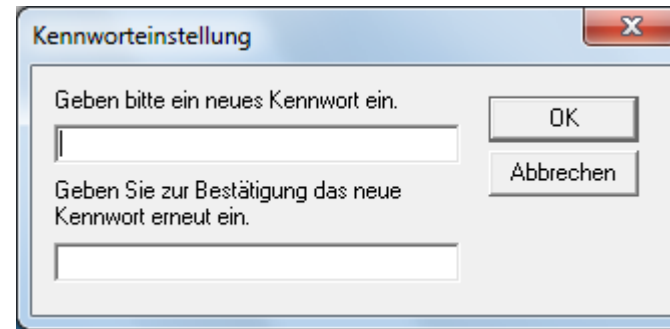 Kennworteinstellung
Geben bitte ein neues Kennwort ein.
OK
Abbrechen
Geben Sie zur Bestätigung das neue
Kennwort erneut ein.